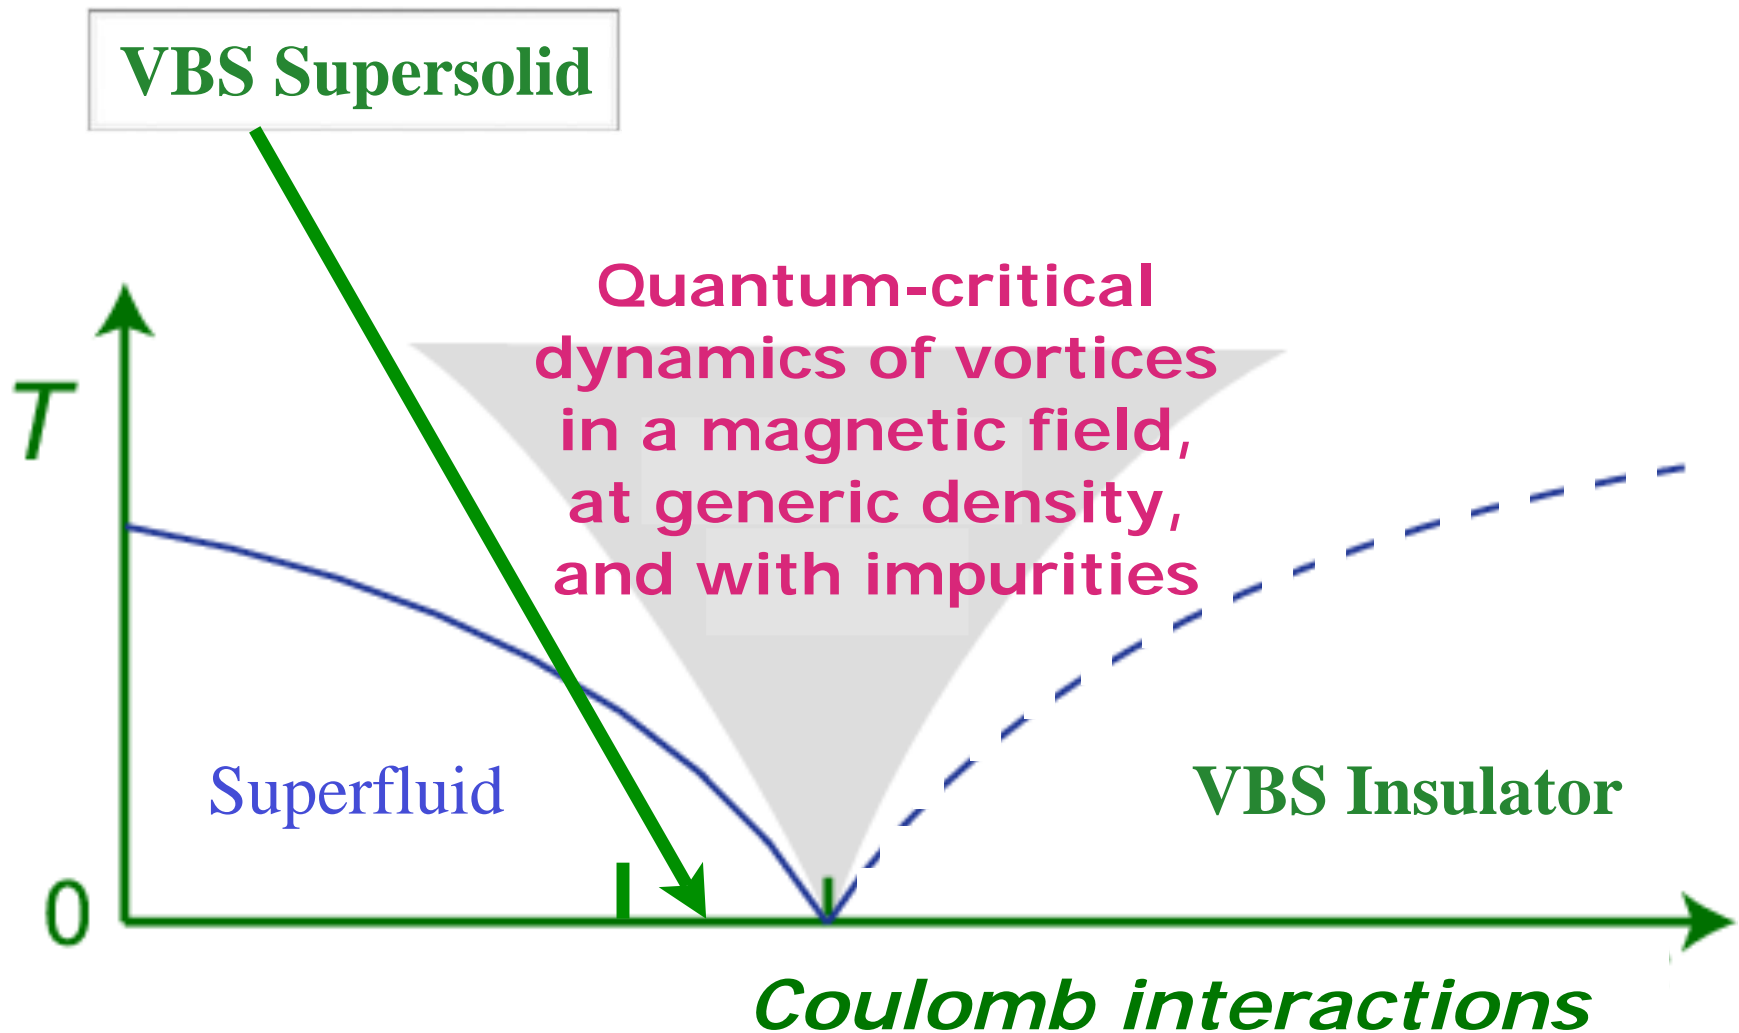 VBS Supersolid
Quantum-critical
dynamics of vortices
in a magnetic field,
at generic density,
and with impurities
T
Superfluid
VBS Insulator
0
Coulomb interactions